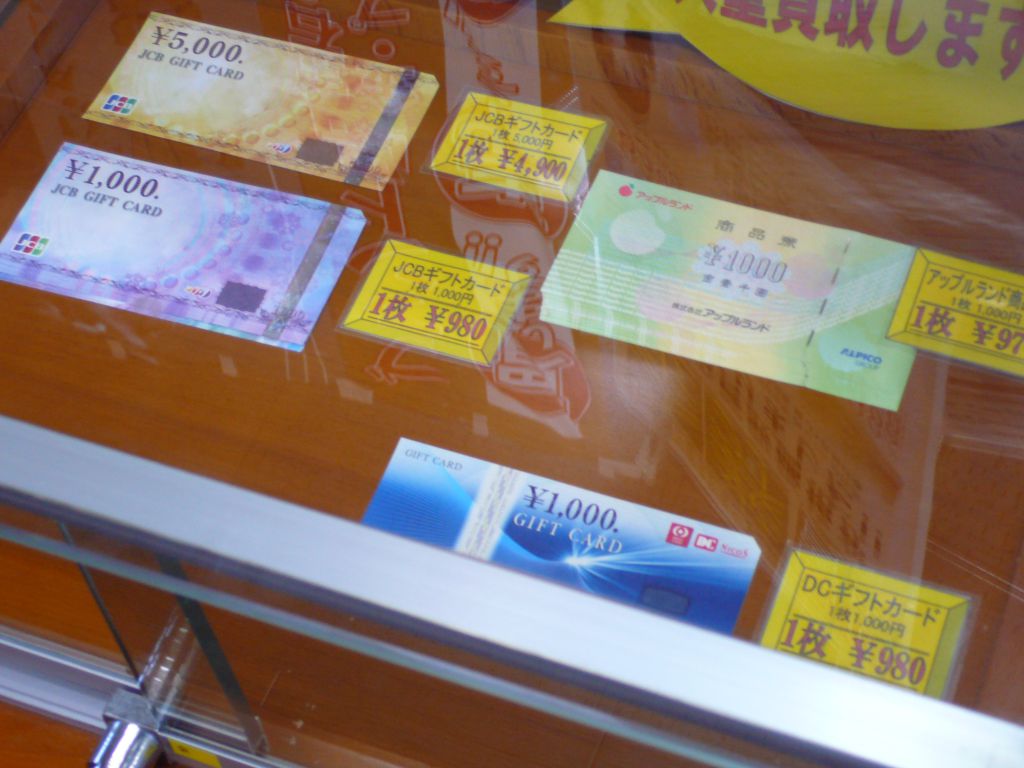 量買取します
¥5,000.
JCB GIFT CARD
JCB
JCBギフトカード
1枚 5,000円
1枚 ¥4,900
¥1,000.
JCB GIFT CARD
JCB
JCBギフトカード
1枚 1,000円
1枚 ¥980
アップルランド
商品票
¥1000
金壱千円
株式会社アップルランド
ALPICO
GROUP
アップルランド商
1枚 1,000円
1枚 ¥97
GIFT CARD
¥1,000.
GIFT CARD
DC
NICOS
DCギフトカード
1枚 1,000円
1枚 ¥980